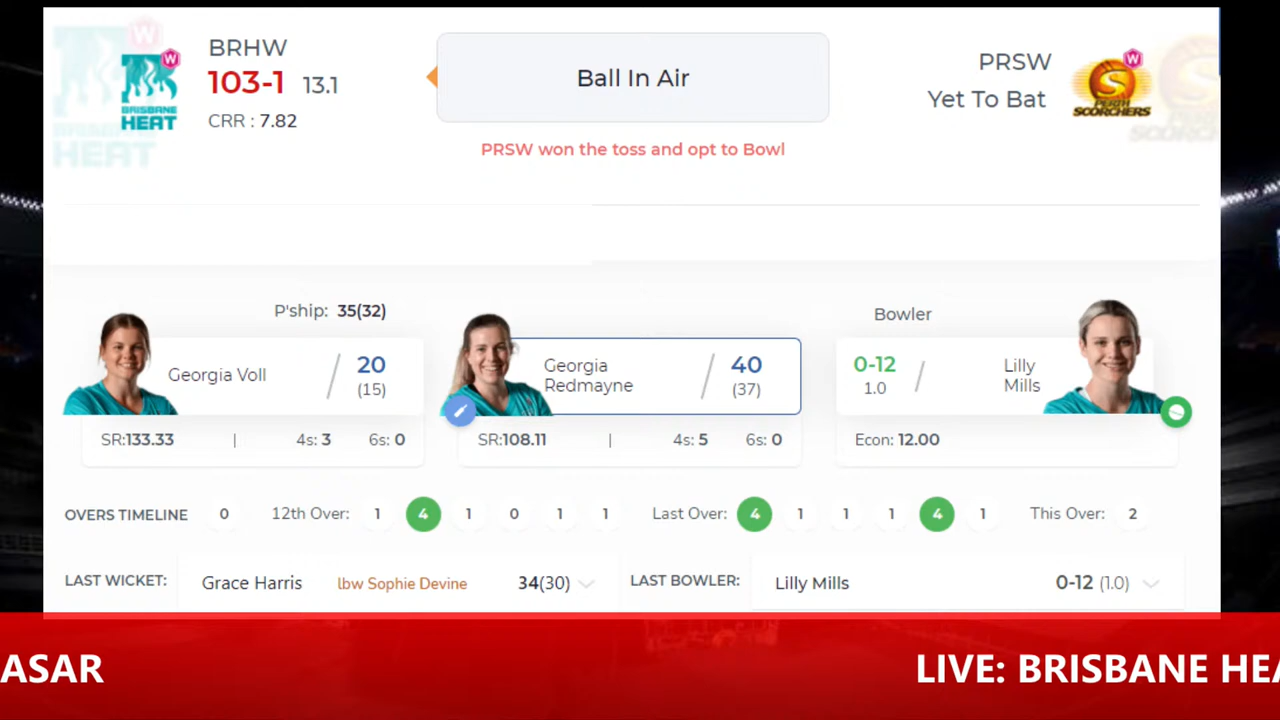 BRHW
103-1 13.1
CRR : 7.82
BRISBANE
HEAT
Ball In Air
PRSW won the toss and opt to Bowl
PRSW
Yet To Bat
PERTH
SCORCHERS
P'ship: 35(32)
Georgia Voll
20
(15)
SR:133.33 | 4s: 3 6s: 0
Georgia
Redmayne
40
(37)
SR:108.11 | 4s: 5 6s: 0
Bowler
0-12
1.0
Lilly
Mills
Econ: 12.00
OVERS TIMELINE 0 12th Over: 1 4 1 0 1 1 Last Over: 4 1 1 1 4 1 This Over: 2
LAST WICKET: Grace Harris lbw Sophie Devine 34(30) LAST BOWLER: Lilly Mills 0-12 (1.0)
ASAR LIVE: BRISBANE HEA